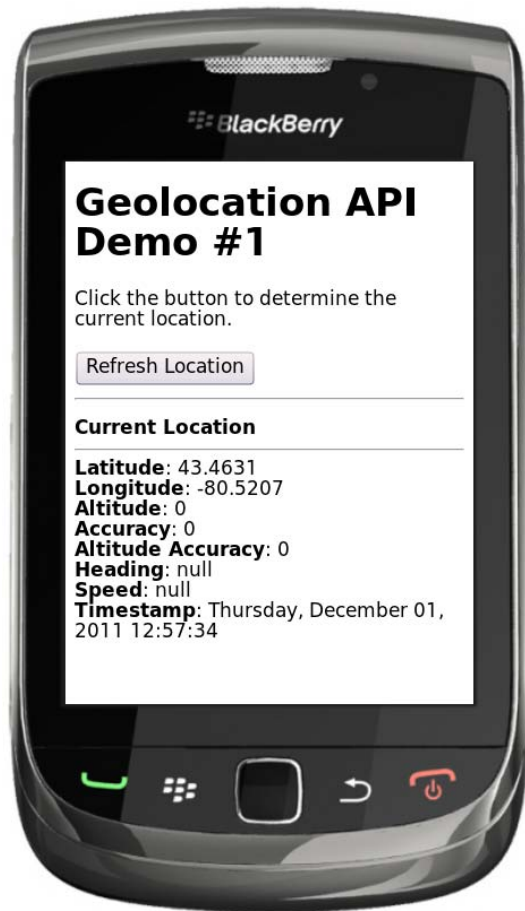 BlackBerry
Geolocation API
Demo #1
Click the button to determine the
current location.
Refresh Location
Current Location
Latitude: 43.4631
Longitude: -80.5207
Altitude: 0
Accuracy: 0
Altitude Accuracy: 0
Heading: null
Speed: null
Timestamp: Thursday, December 01,
2011 12:57:34